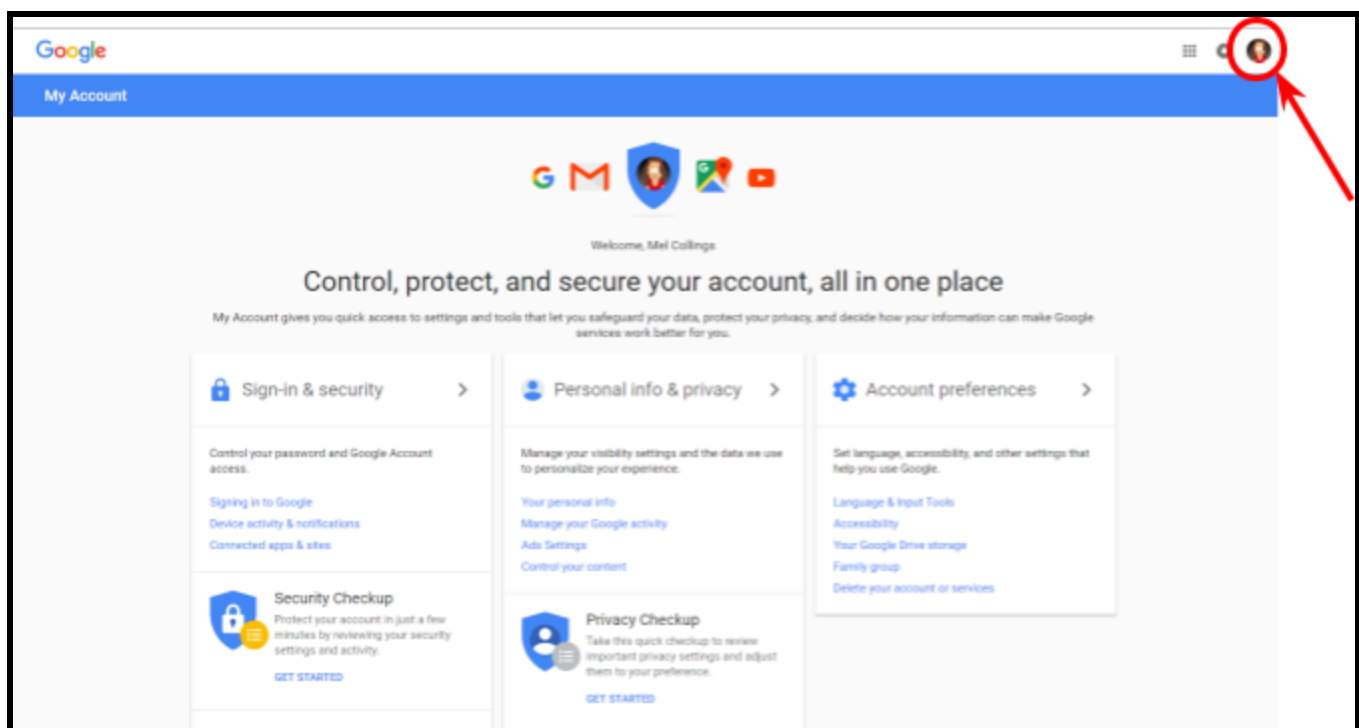 Google
My Account
Welcome, Mel Collings
Control, protect, and secure your account, all in one place
My Account gives you quick access to settings and tools that let you safeguard your data, protect your privacy, and decide how your information can make Google
services work better for you.
Sign-in & security
Control your password and Google Account
access.
Signing in to Google
Device activity & notifications
Connected apps & sites
Security Checkup
Protect your account in just a few
minutes by reviewing your security
settings and activity.
GET STARTED
Personal info & privacy
Manage your visibility settings and the data we use
to personalize your experience.
Your personal info
Manage your Google activity
Ads Settings
Control your content
Privacy Checkup
Take this quick checkup to review
important privacy settings and adjust
them to your preference.
GET STARTED
Account preferences
Set language, accessibility, and other settings that
help you use Google.
Language & Input Tools
Accessibility
Your Google Drive storage
Family group
Delete your account or services